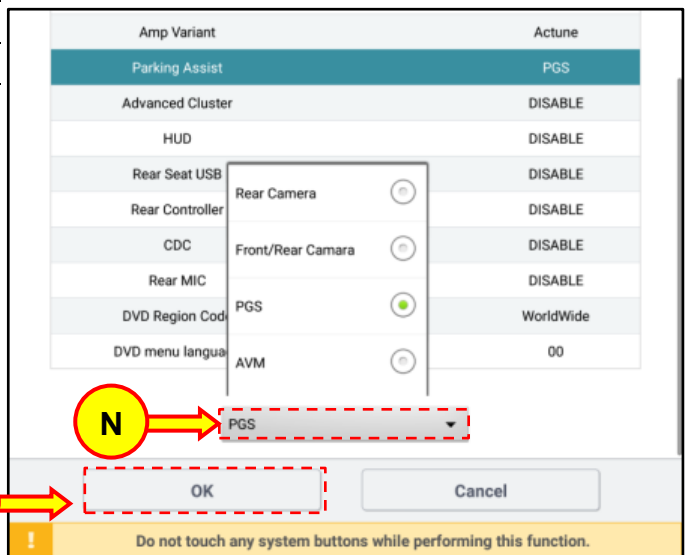 Amp Variant Actune
Parking Assist PGS
Advanced Cluster DISABLE
HUD DISABLE
Rear Seat USB DISABLE
Rear Controller DISABLE
CDC DISABLE
Rear MIC DISABLE
DVD Region Cod WorldWide
DVD menu langua 00
Rear Camera
Front/Rear Camara
PGS
AVM
N
PGS
OK Cancel
! Do not touch any system buttons while performing this function.